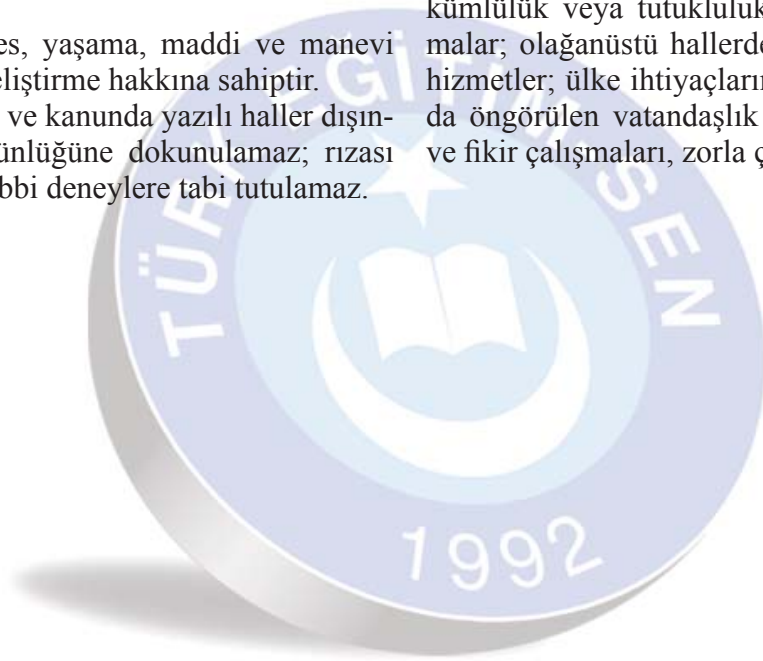 es, yaşama, maddi ve manevi
eliştirme hakkına sahiptir.
ve kanunda yazılı haller dışın-
ünlüğüne dokunulamaz; rızası
bbi deneylere tabi tutulamaz.
kümlülük veya tutukluluk
malar; olağanüstü hallerde
hizmetler; ülke ihtiyaçların
da öngörülen vatandaşlık
ve fikir çalışmaları, zorla ç
TÜRK EĞİTİM SEN
1992